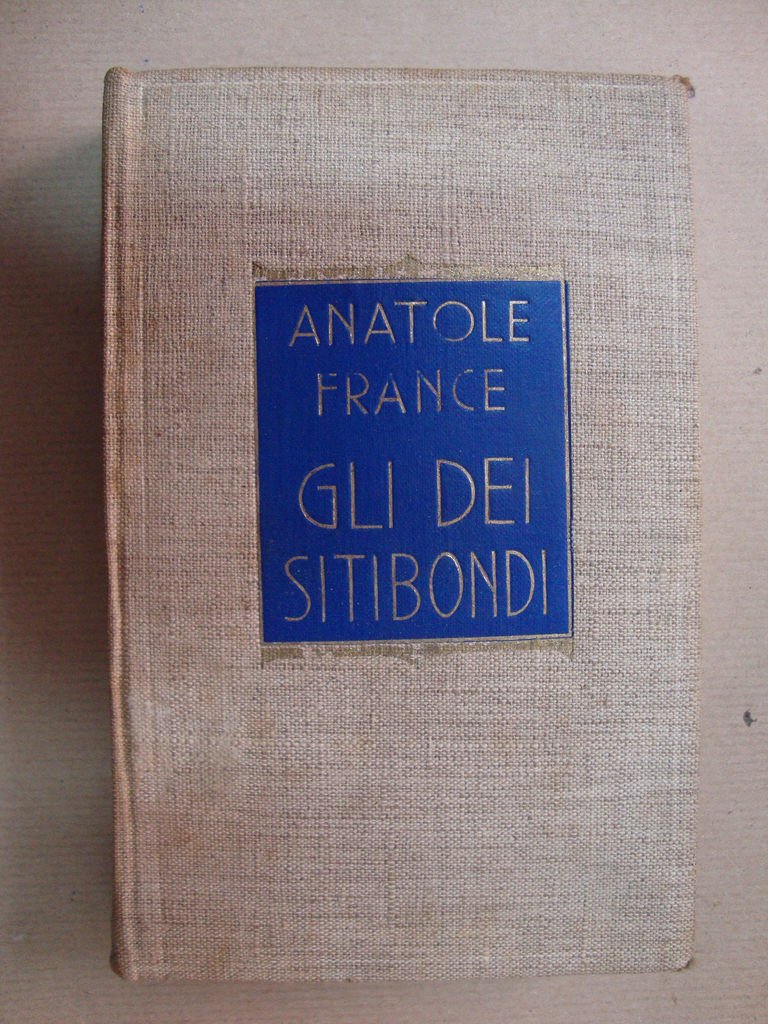 ANATOLE
FRANCE
GLI DEI
SITIBONDI